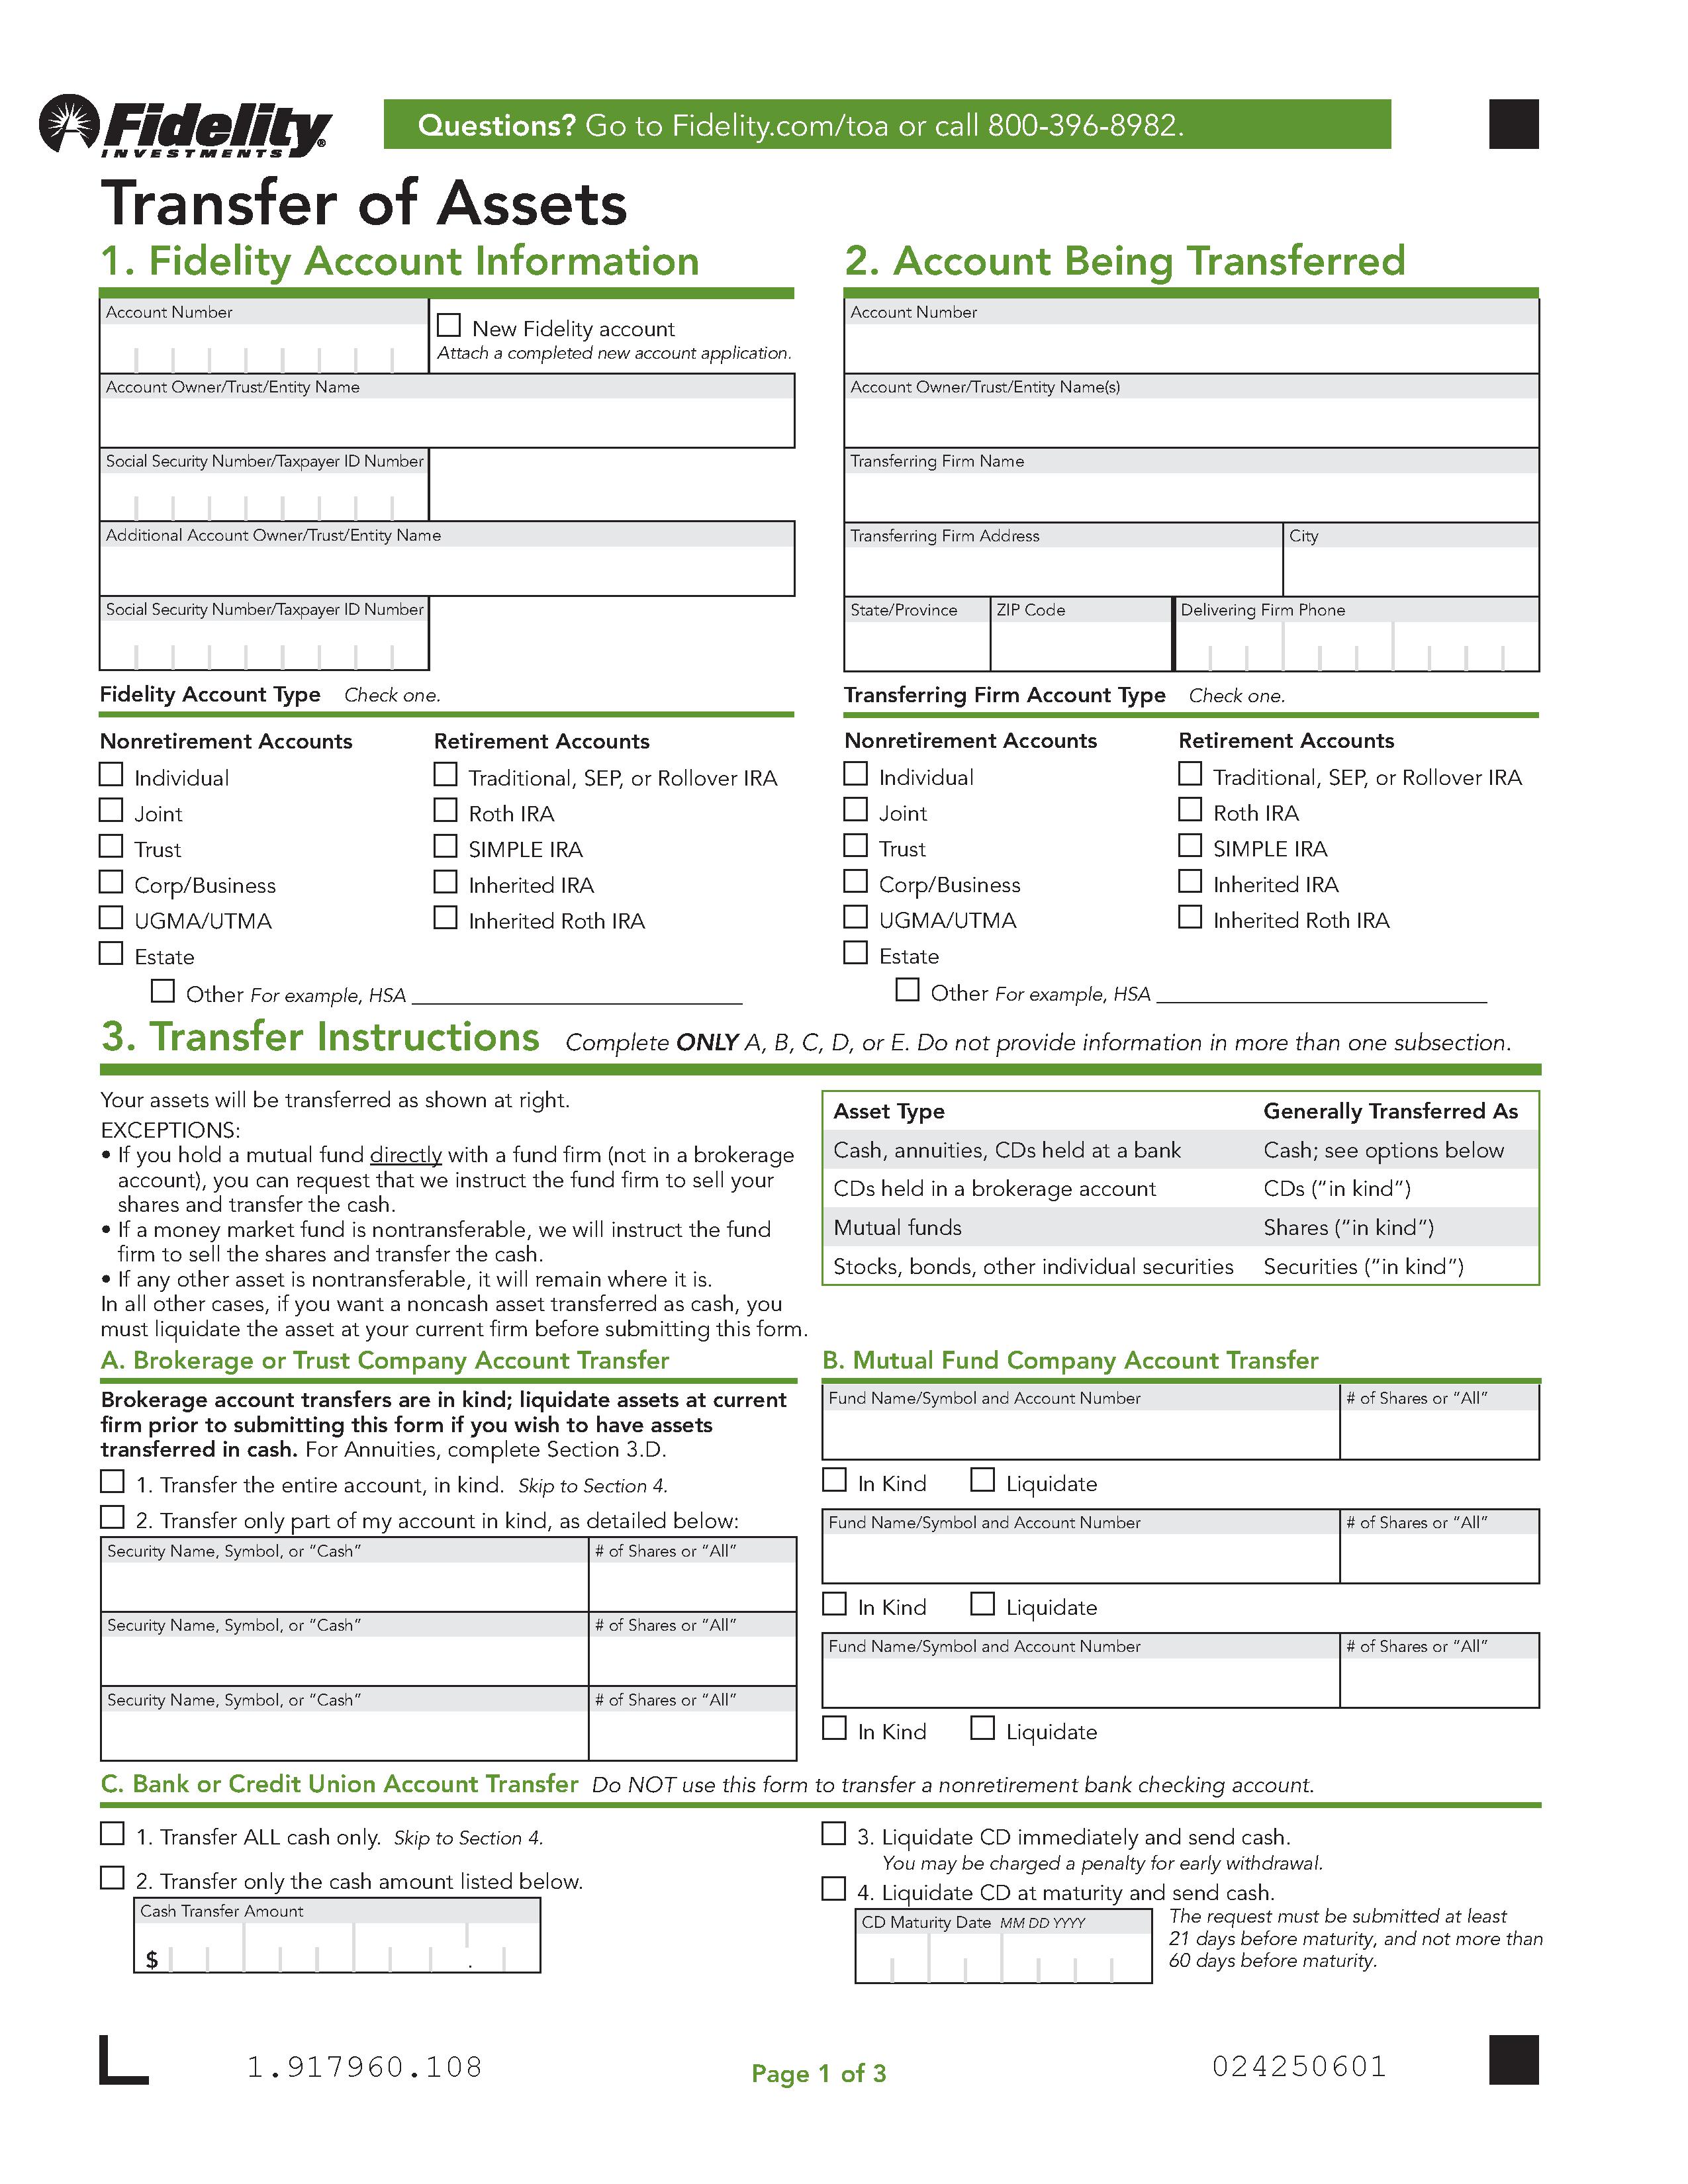 Fidelity
INVESTMENTS®
Questions? Go to Fidelity.com/toa or call 800-396-8982.
Transfer of Assets
1. Fidelity Account Information
Account Number
New Fidelity account
Attach a completed new account application.
Account Owner/Trust/Entity Name
Social Security Number/Taxpayer ID Number
Additional Account Owner/Trust/Entity Name
Social Security Number/Taxpayer ID Number
Fidelity Account Type Check one.
Nonretirement Accounts
Individual
Joint
Trust
Corp/Business
UGMA/UTMA
Estate
Retirement Accounts
Traditional, SEP, or Rollover IRA
Roth IRA
SIMPLE IRA
Inherited IRA
Inherited Roth IRA
Other For example, HSA
2. Account Being Transferred
Account Number
Account Owner/Trust/Entity Name(s)
Transferring Firm Name
Transferring Firm Address
City
State/Province
ZIP Code
Delivering Firm Phone
Transferring Firm Account Type Check one.
Nonretirement Accounts
Individual
Joint
Trust
Corp/Business
UGMA/UTMA
Estate
Retirement Accounts
Traditional, SEP, or Rollover IRA
Roth IRA
SIMPLE IRA
Inherited IRA
Inherited Roth IRA
Other For example, HSA
3. Transfer Instructions Complete ONLY A, B, C, D, or E. Do not provide information in more than one subsection.
Your assets will be transferred as shown at right.
EXCEPTIONS:
• If you hold a mutual fund directly with a fund firm (not in a brokerage
account), you can request that we instruct the fund firm to sell your
shares and transfer the cash.
• If a money market fund is nontransferable, we will instruct the fund
firm to sell the shares and transfer the cash.
• If any other asset is nontransferable, it will remain where it is.
In all other cases, if you want a noncash asset transferred as cash, you
must liquidate the asset at your current firm before submitting this form.
Asset Type Generally Transferred As
Cash, annuities, CDs held at a bank Cash; see options below
CDs held in a brokerage account CDs (“in kind”)
Mutual funds Shares (“in kind”)
Stocks, bonds, other individual securities Securities (“in kind”)
A. Brokerage or Trust Company Account Transfer
Brokerage account transfers are in kind; liquidate assets at current
firm prior to submitting this form if you wish to have assets
transferred in cash. For Annuities, complete Section 3.D.
1. Transfer the entire account, in kind. Skip to Section 4.
2. Transfer only part of my account in kind, as detailed below:
Security Name, Symbol, or “Cash” # of Shares or “All”
Security Name, Symbol, or “Cash” # of Shares or “All”
Security Name, Symbol, or “Cash” # of Shares or “All”
B. Mutual Fund Company Account Transfer
Fund Name/Symbol and Account Number # of Shares or “All”
In Kind Liquidate
Fund Name/Symbol and Account Number # of Shares or “All”
In Kind Liquidate
Fund Name/Symbol and Account Number # of Shares or “All”
In Kind Liquidate
C. Bank or Credit Union Account Transfer Do NOT use this form to transfer a nonretirement bank checking account.
1. Transfer ALL cash only. Skip to Section 4.
2. Transfer only the cash amount listed below.
Cash Transfer Amount
$ .
3. Liquidate CD immediately and send cash.
You may be charged a penalty for early withdrawal.
4. Liquidate CD at maturity and send cash.
CD Maturity Date MM DD YYYY
The request must be submitted at least
21 days before maturity, and not more than
60 days before maturity.
1.917960.108
Page 1 of 3
024250601